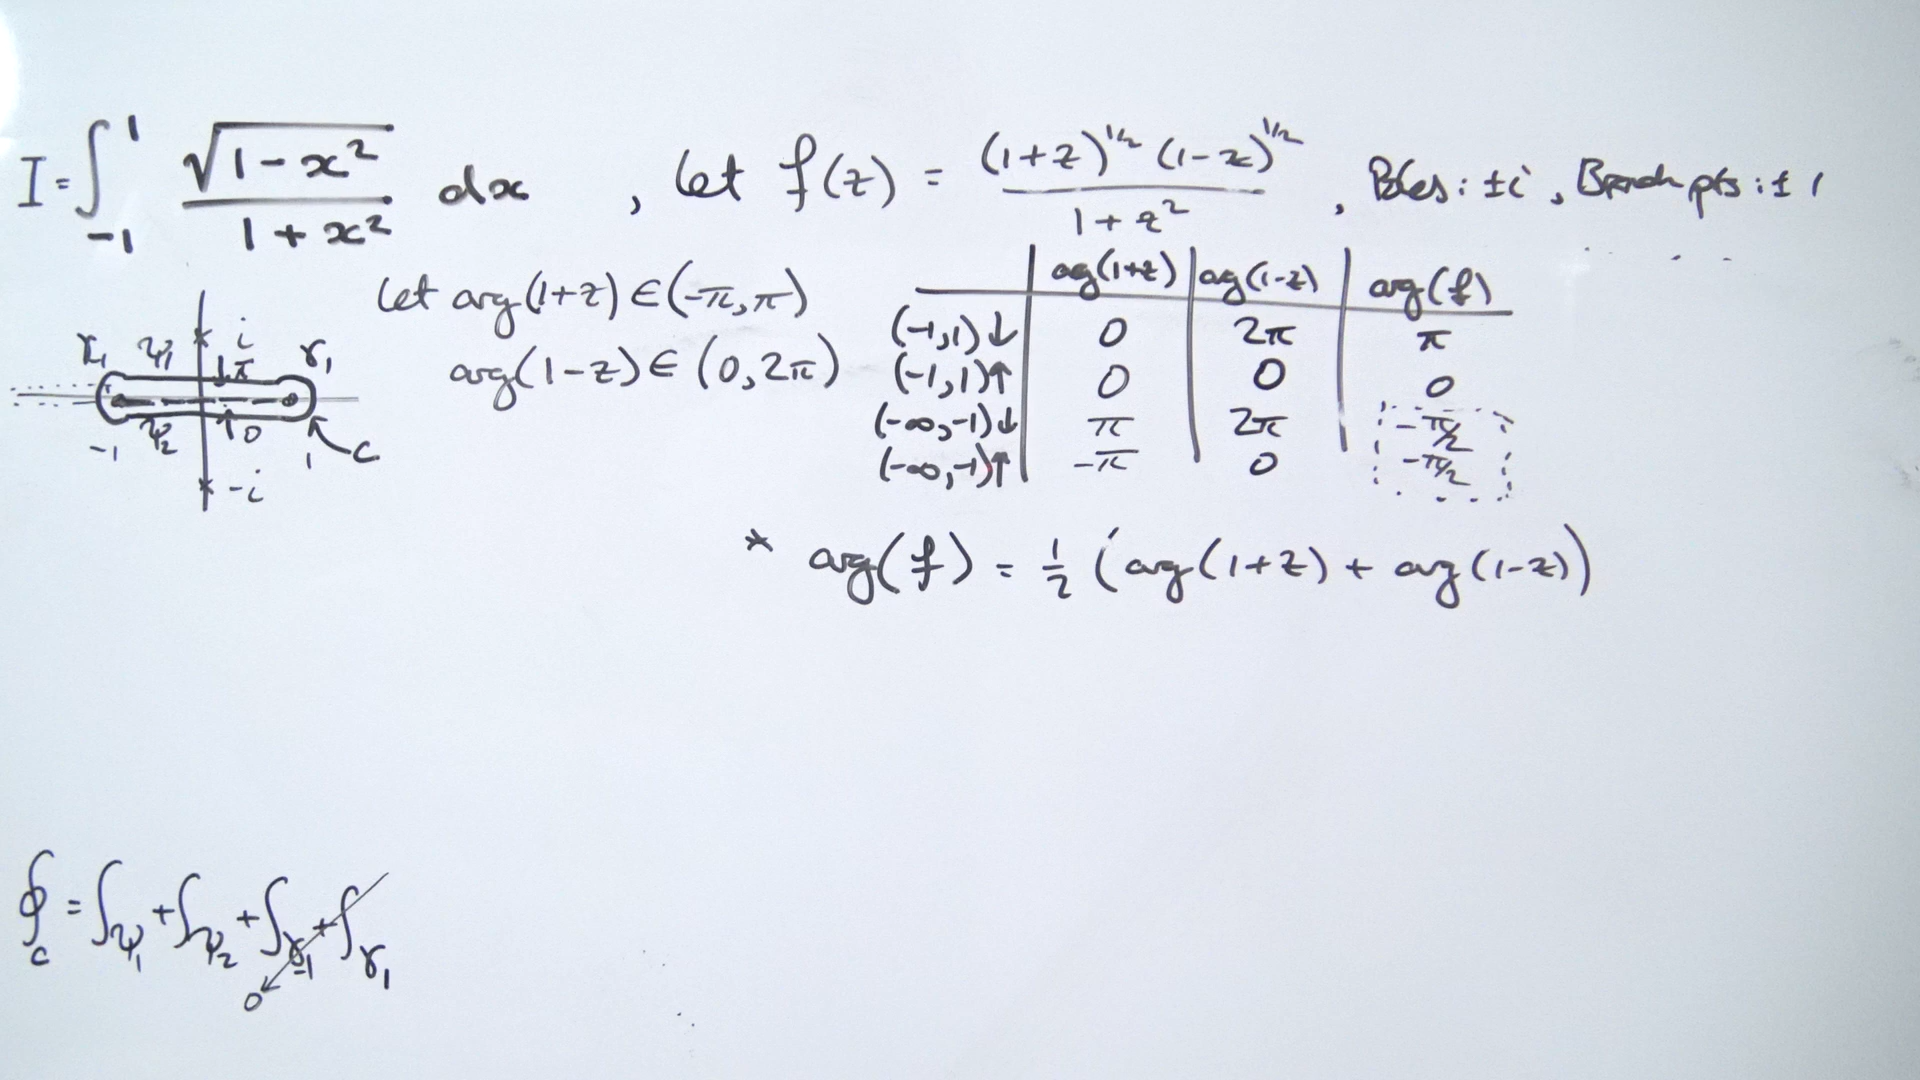 I = ∫_{-1}^{1} √(1-x²) / (1+x²) dx , Let f(z) = (1+z)^{1/2} (1-z)^{1/2} / (1+z²) , Poles: ±i , Branch pts: ±1
Let arg(1+z) ∈ (-π, π)
arg(1-z) ∈ (0, 2π)
arg(1+z) | arg(1-z) | arg(f)
(-1,1)↓ 0 | 2π | π
(-1,1)↑ 0 | 0 | 0
(-∞,-1)↓ π | 2π | -π/2
(-∞,-1)↑ -π | 0 | -π/2
i
ψ₁ π γ₁
-1 ψ₂ 0 1 C
-i
* arg(f) = ½ (arg(1+z) + arg(1-z))
∮_C = ∫_{ψ₁} + ∫_{ψ₂} + ∫_{γ₋₁} + ∫_{γ₁}
0